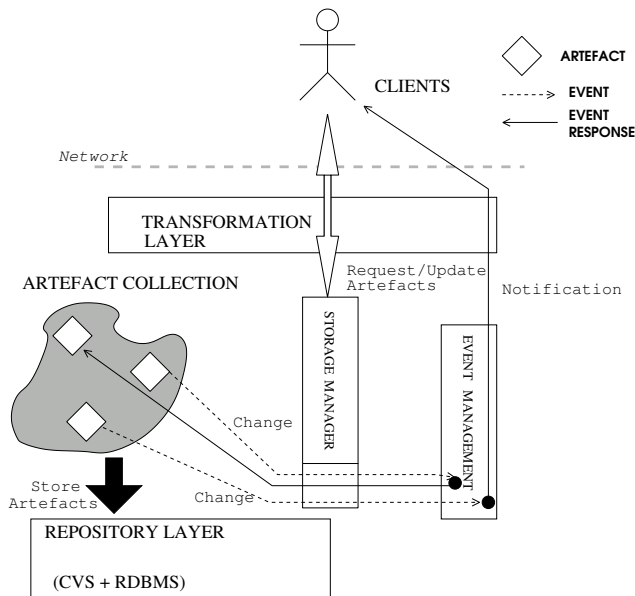 ARTEFACT
CLIENTS
EVENT
EVENT
RESPONSE
Network
TRANSFORMATION
LAYER
Request/Update
Artefacts
ARTEFACT COLLECTION
Notification
STORAGE MANAGER
EVENT MANAGEMENT
Change
Store
Artefacts
Change
REPOSITORY LAYER
(CVS + RDBMS)